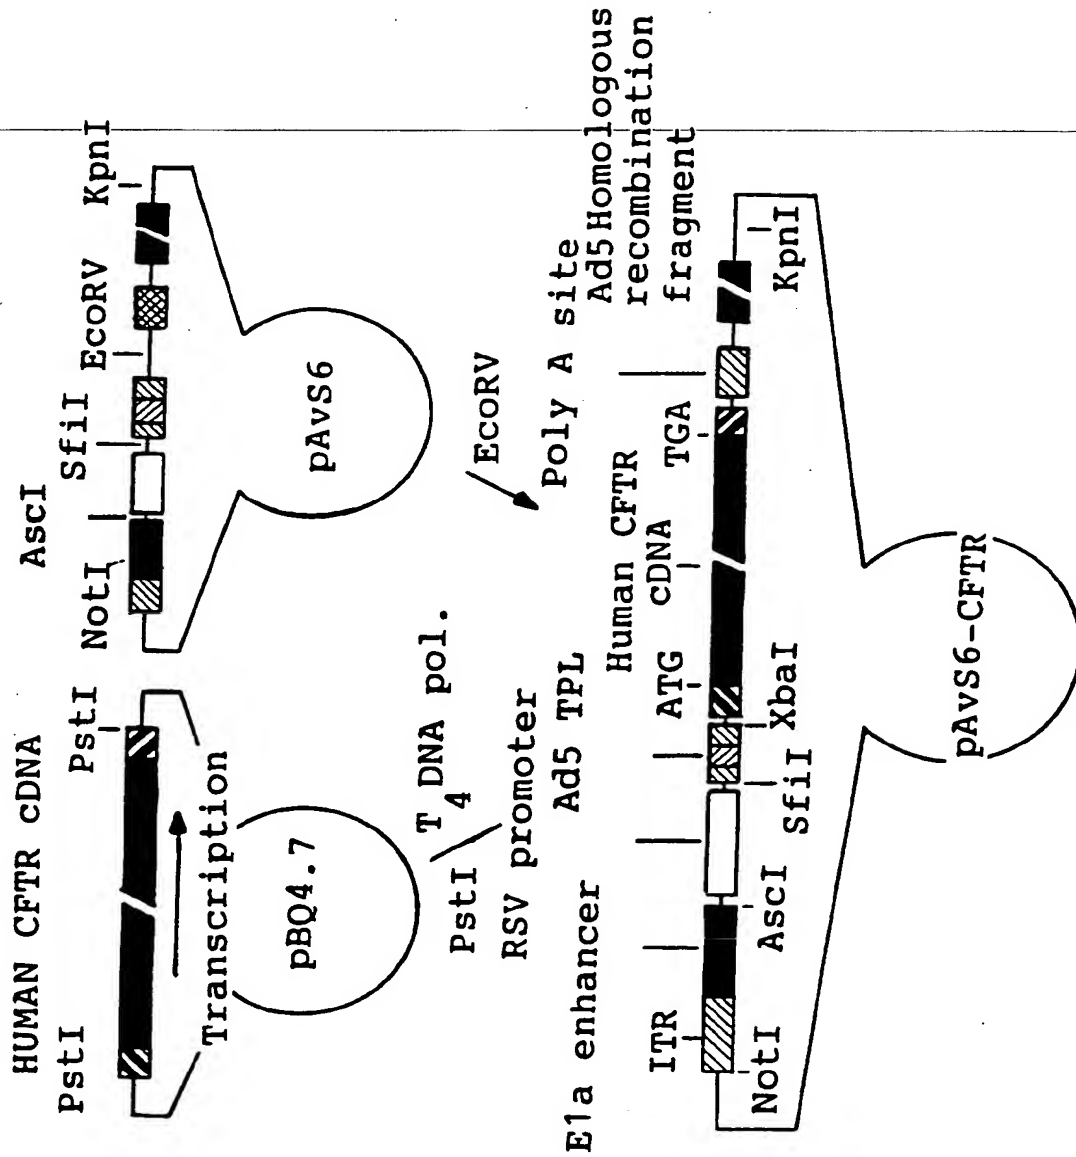 HUMAN CFTR cDNA
PstI
PstI
Transcription
pBQ4.7
AscI
NotI
SfiI
EcoRV
KpnI
pAvS6
PstI
T4 DNA pol.
EcoRV
E1a enhancer
RSV promoter
Ad5 TPL
Human CFTR
cDNA
Poly A site
Ad5 Homologous
recombination
fragment
ITR
ATG
TGA
NotI
AscI
SfiI
XbaI
KpnI
pAvS6-CFTR